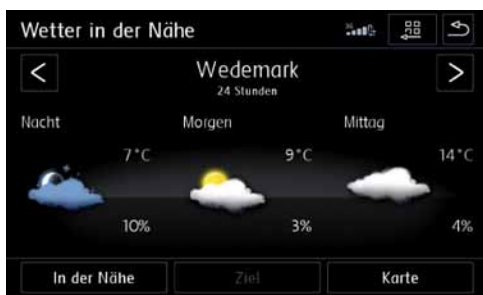 Wetter in der Nähe
Wedemark
24 Stunden
Nacht Morgen Mittag
7°C 9°C 14°C
10% 3% 4%
In der Nähe Ziel Karte